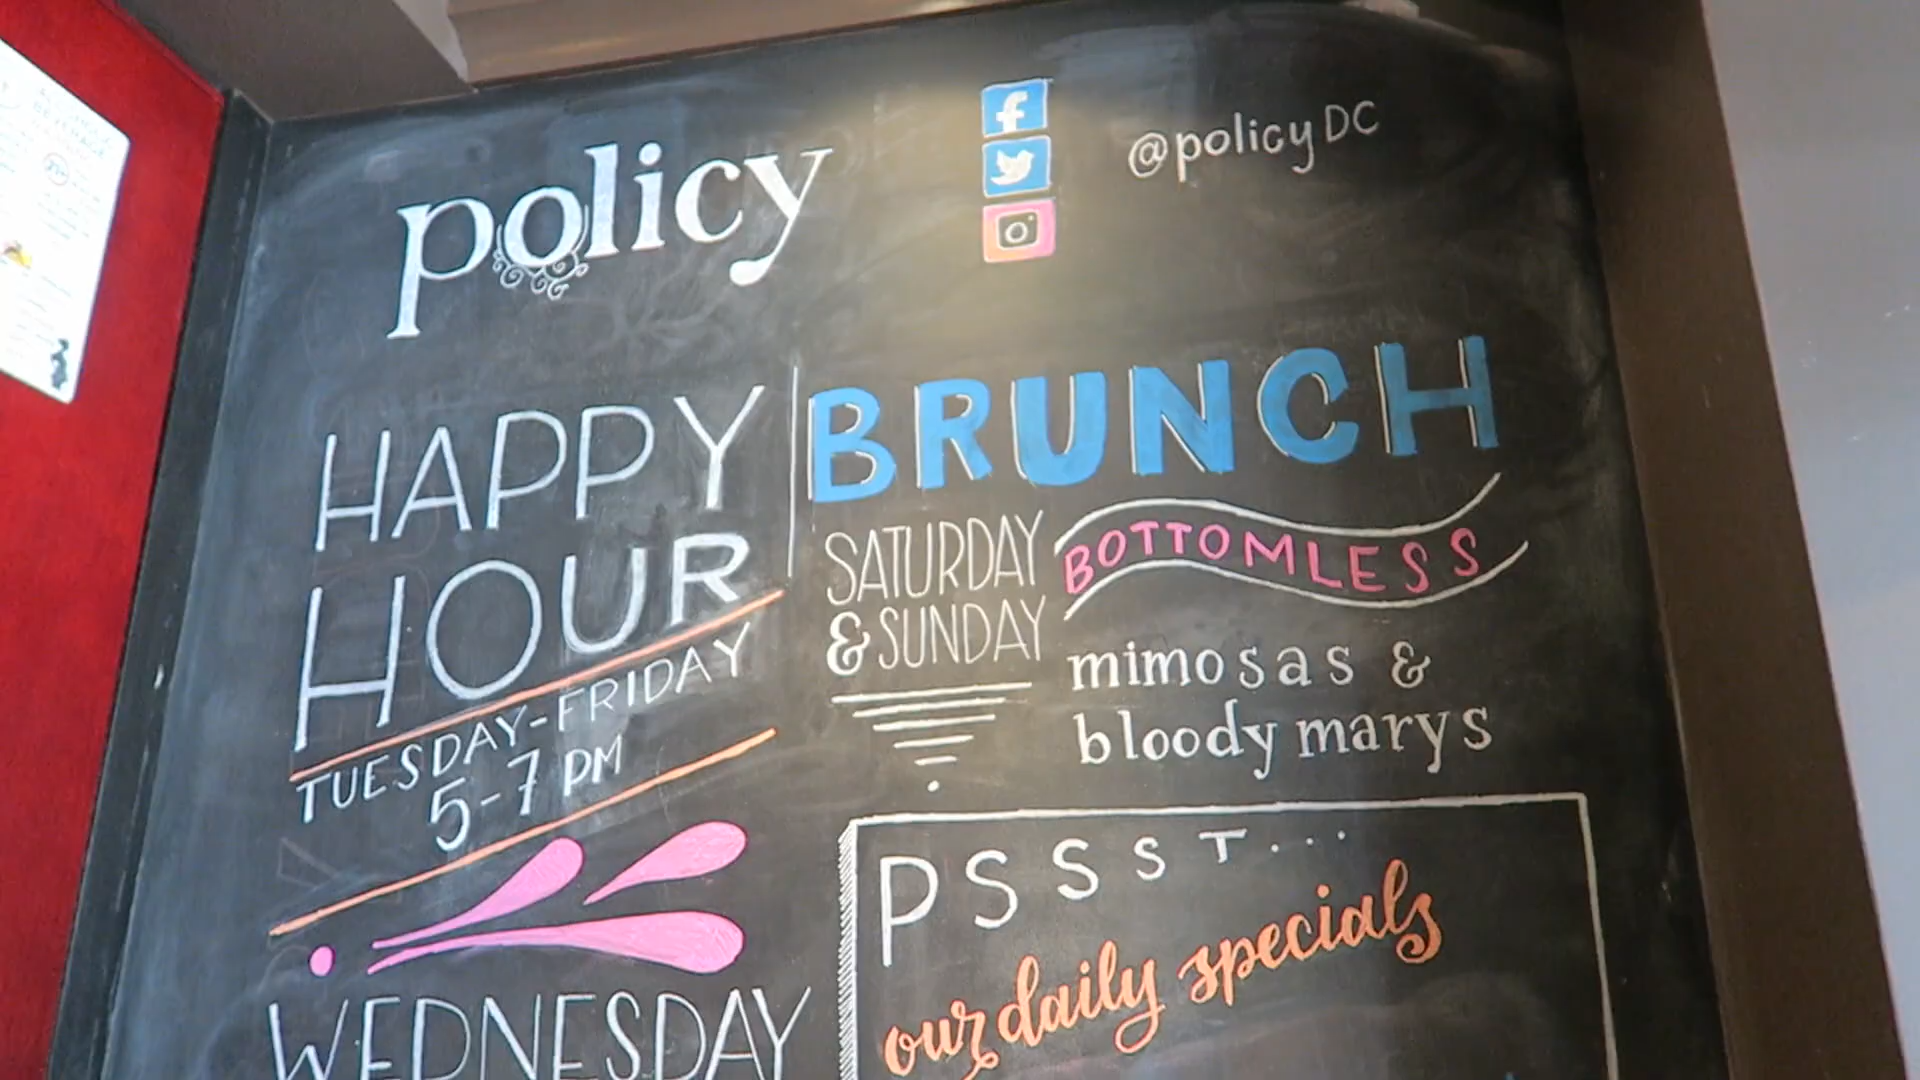 policy
@policyDC
HAPPY
HOUR
TUESDAY-FRIDAY
5-7 PM
BRUNCH
SATURDAY
& SUNDAY
BOTTOMLESS
mimosas &
bloody marys
WEDNESDAY
PSSST...
our daily specials